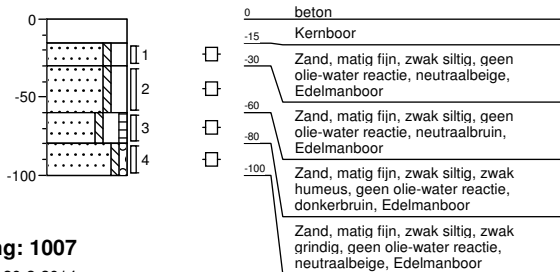 0
-50
-100
1
2
3
4
0 beton
-15 Kernboor
-30 Zand, matig fijn, zwak siltig, geen
olie-water reactie, neutraalbeige,
Edelmanboor
-60 Zand, matig fijn, zwak siltig, geen
olie-water reactie, neutraalbruin,
Edelmanboor
-80 Zand, matig fijn, zwak siltig, zwak
humeus, geen olie-water reactie,
donkerbruin, Edelmanboor
-100 Zand, matig fijn, zwak siltig, zwak
grindig, geen olie-water reactie,
neutraalbeige, Edelmanboor
ng: 1007